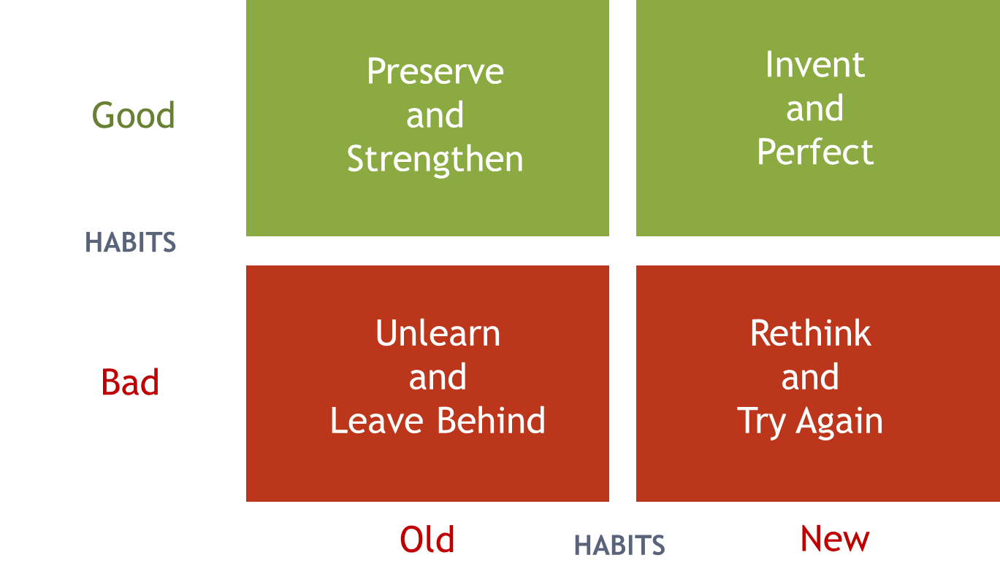 Good
Preserve
and
Strengthen
Invent
and
Perfect
HABITS
Bad
Unlearn
and
Leave Behind
Rethink
and
Try Again
Old
HABITS
New